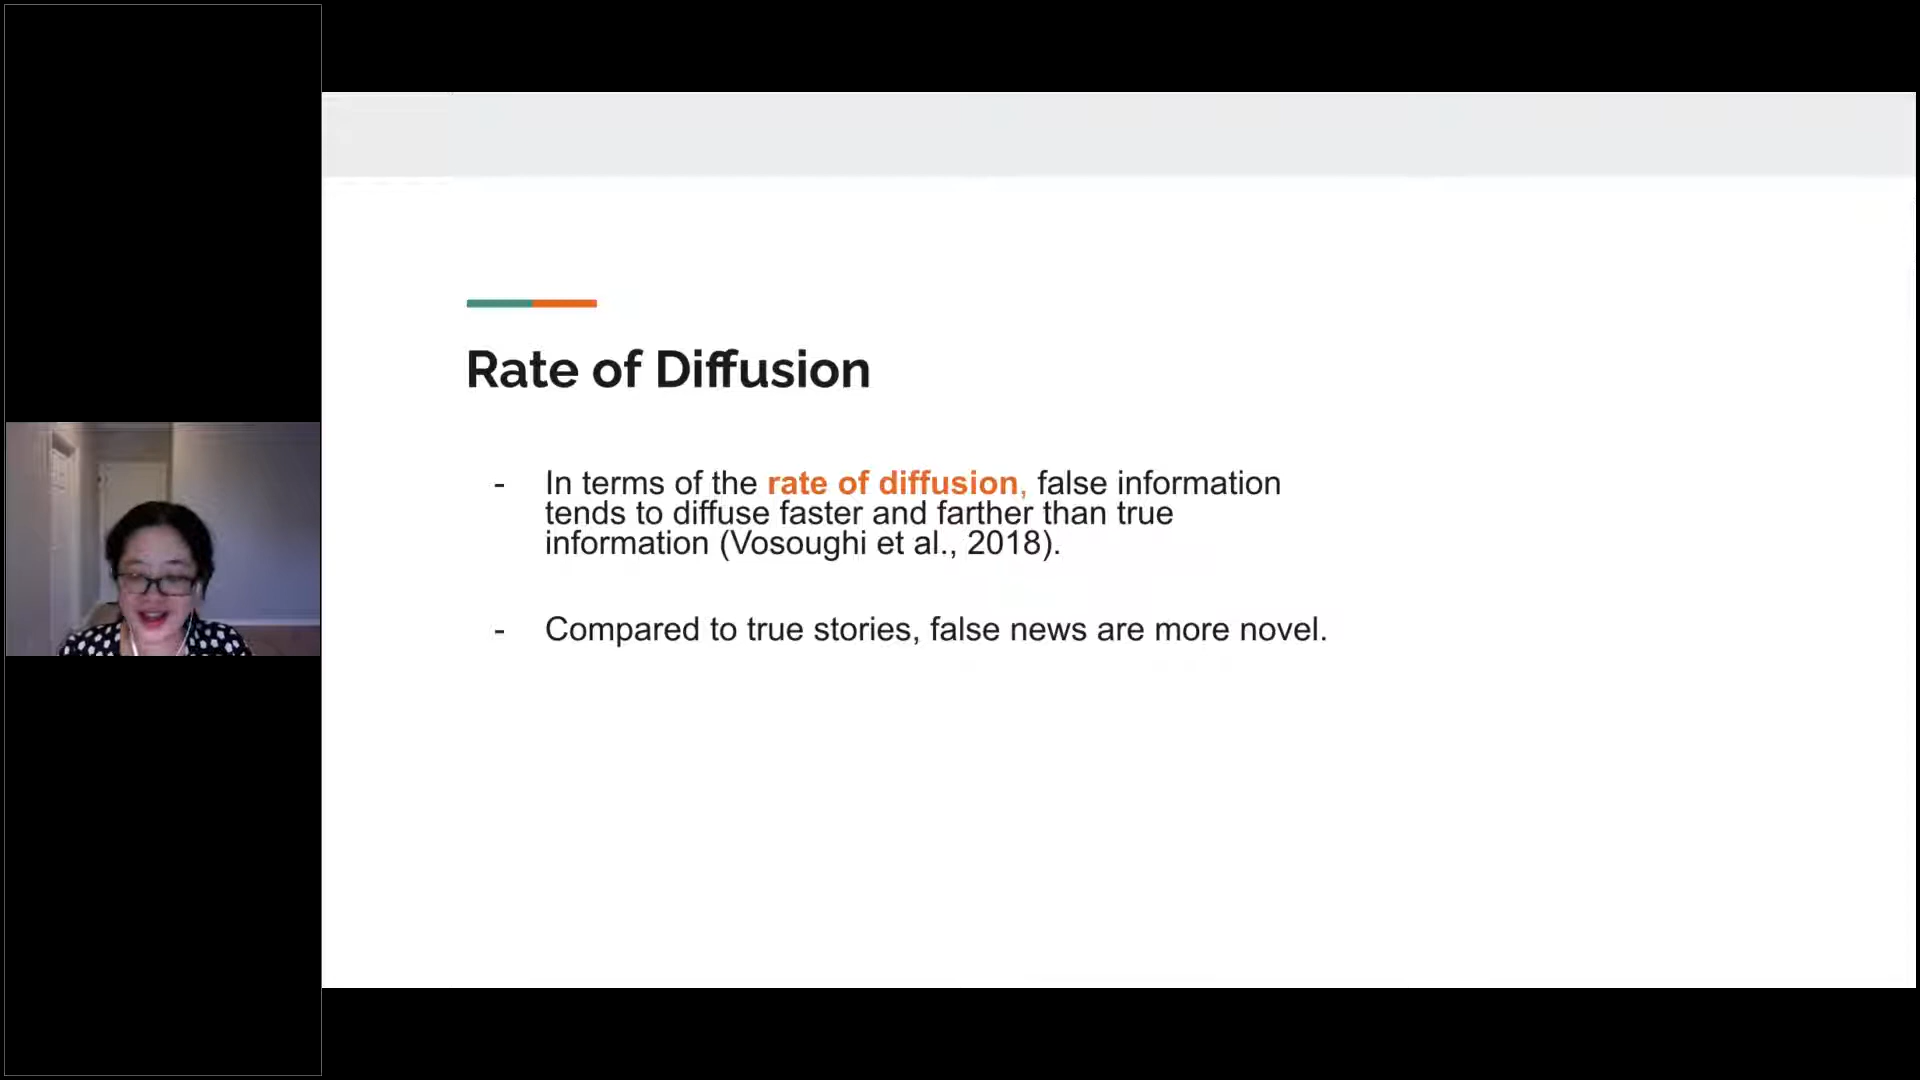 Rate of Diffusion
- In terms of the rate of diffusion, false information
tends to diffuse faster and farther than true
information (Vosoughi et al., 2018).
- Compared to true stories, false news are more novel.